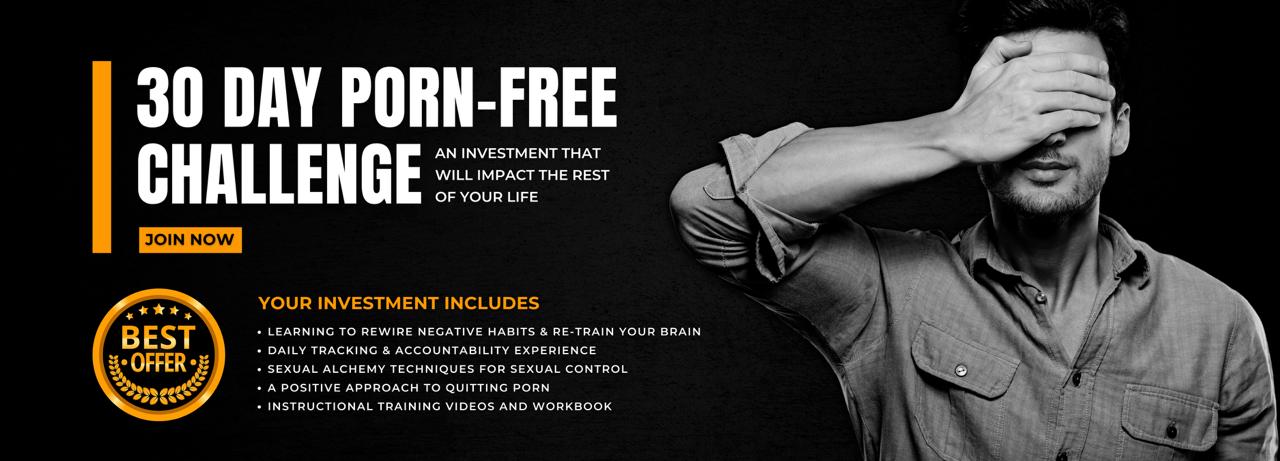 30 DAY PORN-FREE
CHALLENGE
AN INVESTMENT THAT
WILL IMPACT THE REST
OF YOUR LIFE
JOIN NOW
BEST
OFFER
YOUR INVESTMENT INCLUDES
• LEARNING TO REWIRE NEGATIVE HABITS & RE-TRAIN YOUR BRAIN
• DAILY TRACKING & ACCOUNTABILITY EXPERIENCE
• SEXUAL ALCHEMY TECHNIQUES FOR SEXUAL CONTROL
• A POSITIVE APPROACH TO QUITTING PORN
• INSTRUCTIONAL TRAINING VIDEOS AND WORKBOOK